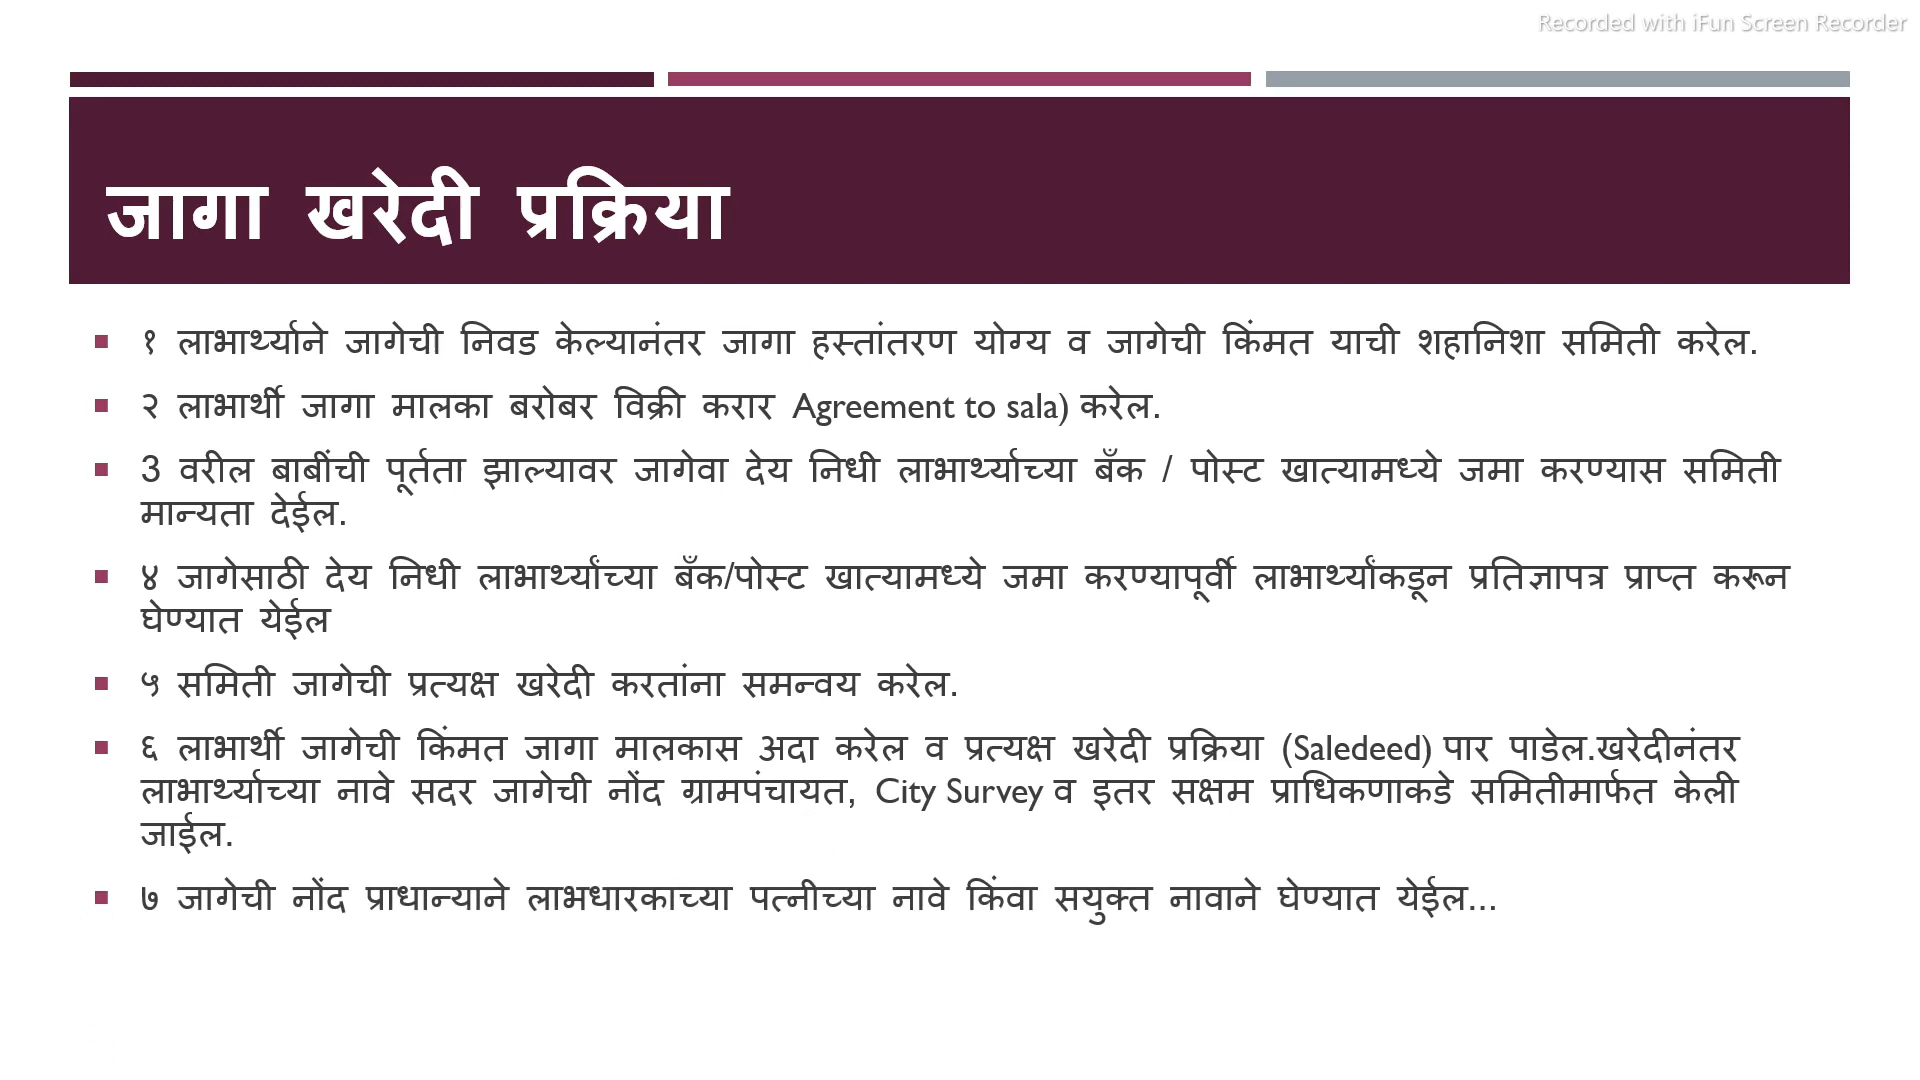 Recorded with iFun Screen Recorder
जागा खरेदी प्रक्रिया
१ लाभार्थ्याने जागेची निवड केल्यानंतर जागा हस्तांतरण योग्य व जागेची किंमत याची शहानिशा समिती करेल.
२ लाभार्थी जागा मालका बरोबर विक्री करार Agreement to sala) करेल.
3 वरील बाबींची पूर्तता झाल्यावर जागेवा देय निधी लाभार्थ्याच्या बँक / पोस्ट खात्यामध्ये जमा करण्यास समिती
मान्यता देईल.
४ जागेसाठी देय निधी लाभार्थ्यांच्या बँक/पोस्ट खात्यामध्ये जमा करण्यापूर्वी लाभार्थ्यांकडून प्रतिज्ञापत्र प्राप्त करून
घेण्यात येईल
५ समिती जागेची प्रत्यक्ष खरेदी करतांना समन्वय करेल.
६ लाभार्थी जागेची किंमत जागा मालकास अदा करेल व प्रत्यक्ष खरेदी प्रक्रिया (Saledeed) पार पाडेल.खरेदीनंतर
लाभार्थ्याच्या नावे सदर जागेची नोंद ग्रामपंचायत, City Survey व इतर सक्षम प्राधिकणाकडे समितीमार्फत केली
जाईल.
७ जागेची नोंद प्राधान्याने लाभधारकाच्या पत्नीच्या नावे किंवा सयुक्त नावाने घेण्यात येईल...